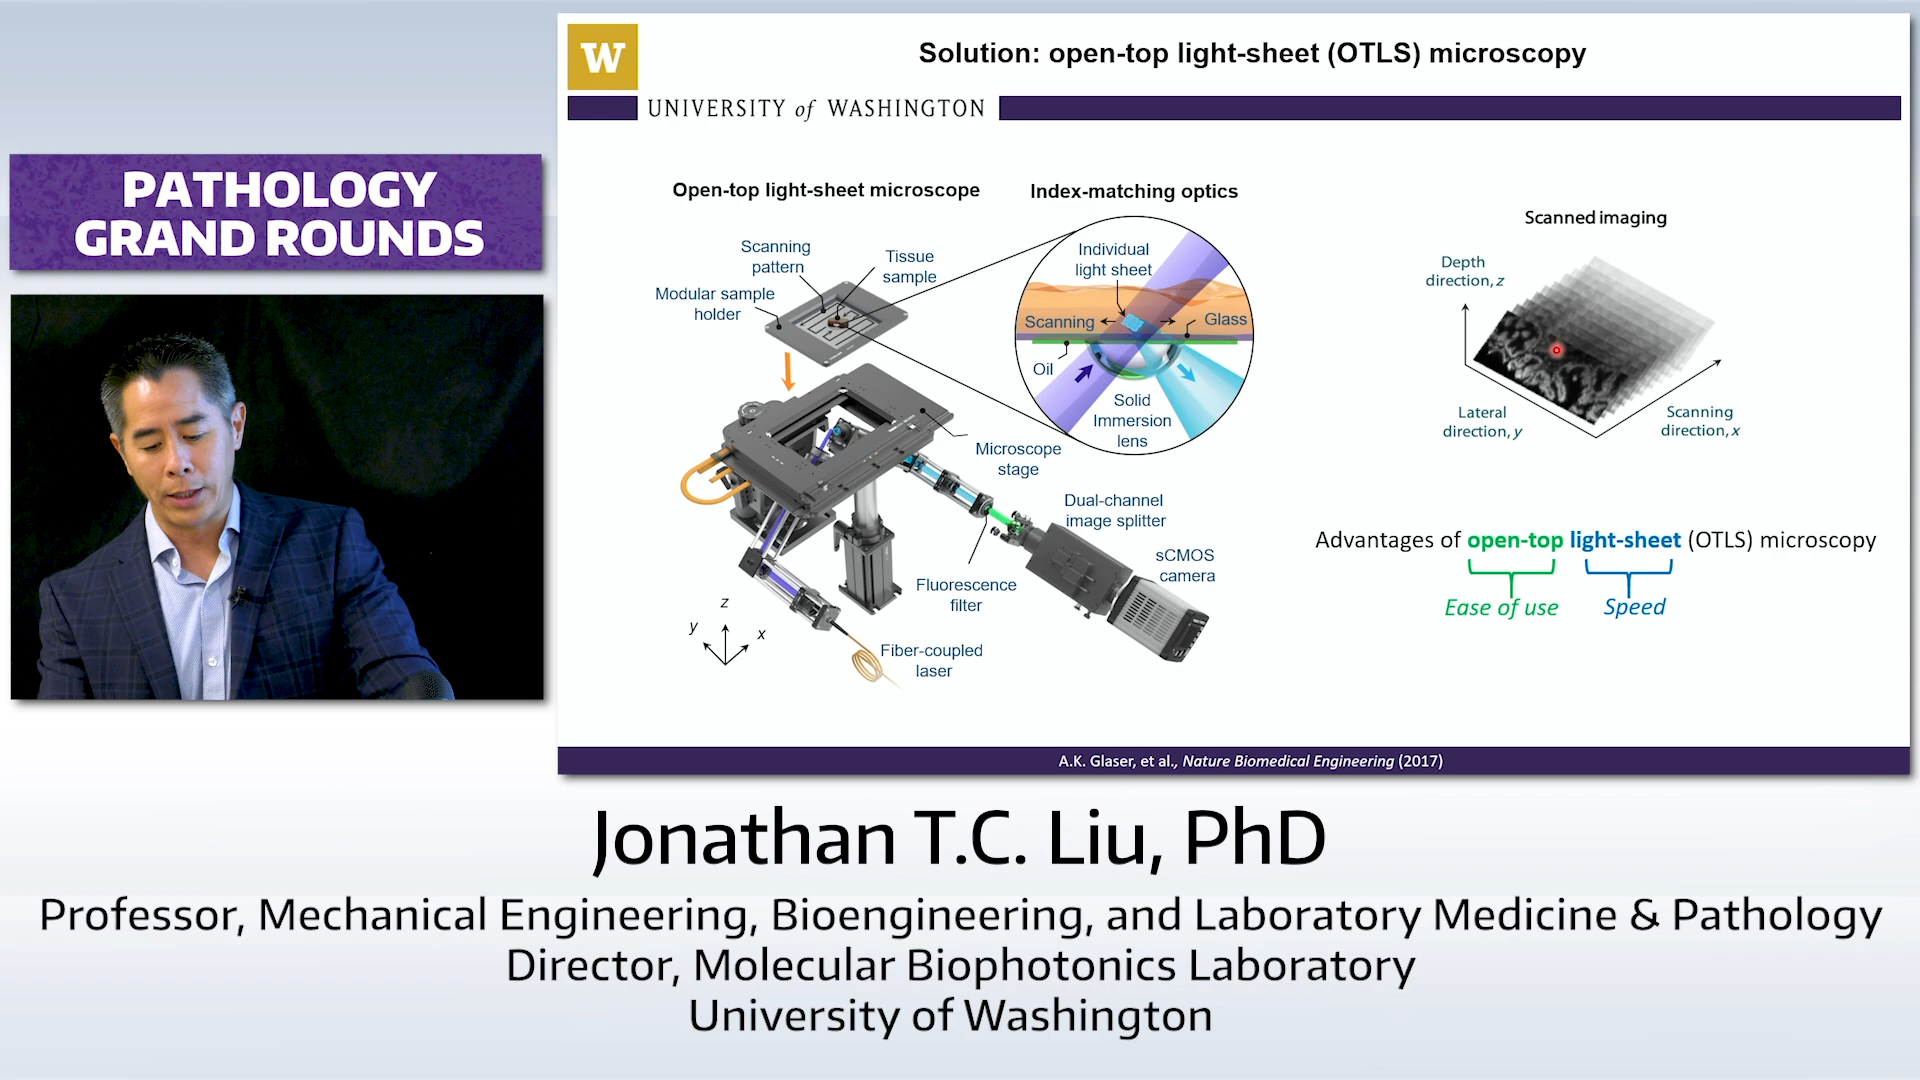 PATHOLOGY
GRAND ROUNDS
W
Solution: open-top light-sheet (OTLS) microscopy
UNIVERSITY of WASHINGTON
Open-top light-sheet microscope
Scanning
pattern
Tissue
sample
Modular sample
holder
Microscope
stage
Dual-channel
image splitter
sCMOS
camera
Fluorescence
filter
Fiber-coupled
laser
z
y
x
Index-matching optics
Individual
light sheet
Scanning
Glass
Oil
Solid
Immersion
lens
Scanned imaging
Depth
direction, z
Lateral
direction, y
Scanning
direction, x
Advantages of open-top light-sheet (OTLS) microscopy
Ease of use
Speed
A.K. Glaser, et al., Nature Biomedical Engineering (2017)
Jonathan T.C. Liu, PhD
Professor, Mechanical Engineering, Bioengineering, and Laboratory Medicine & Pathology
Director, Molecular Biophotonics Laboratory
University of Washington